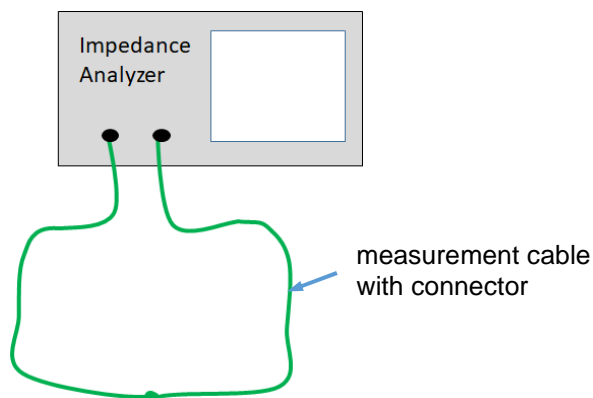 Impedance
Analyzer
measurement cable
with connector